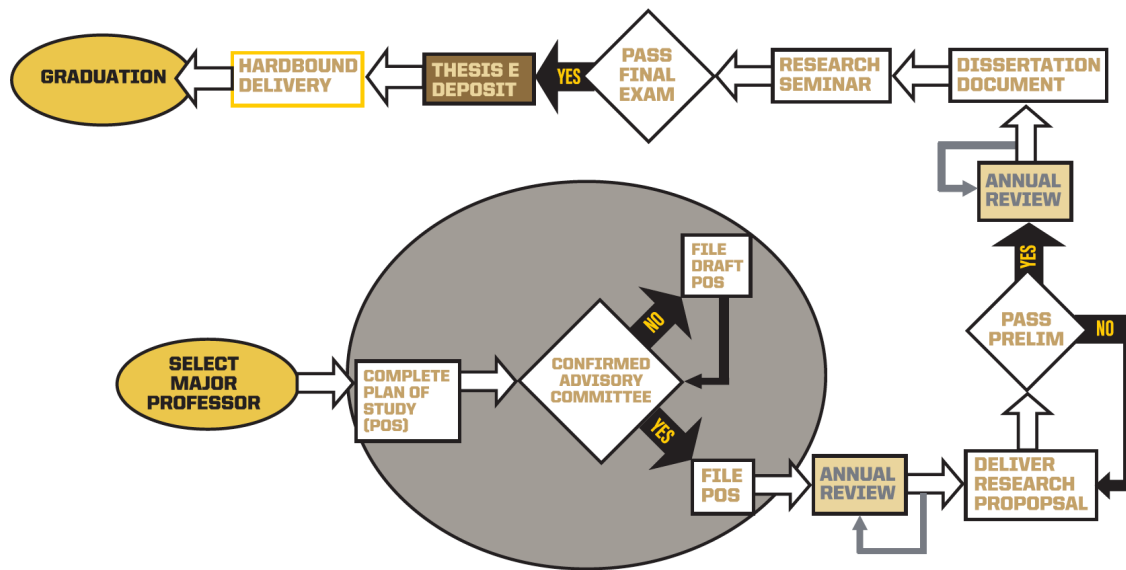 GRADUATION
HARDBOUND
DELIVERY
THESIS E
DEPOSIT
YES
PASS
FINAL
EXAM
RESEARCH
SEMINAR
DISSERTATION
DOCUMENT
ANNUAL
REVIEW
YES
PASS
PRELIM
NO
FILE
DRAFT
POS
NO
SELECT
MAJOR
PROFESSOR
COMPLETE
PLAN OF
STUDY
(POS)
CONFIRMED
ADVISORY
COMMITTEE
YES
FILE
POS
ANNUAL
REVIEW
DELIVER
RESEARCH
PROPOPSAL